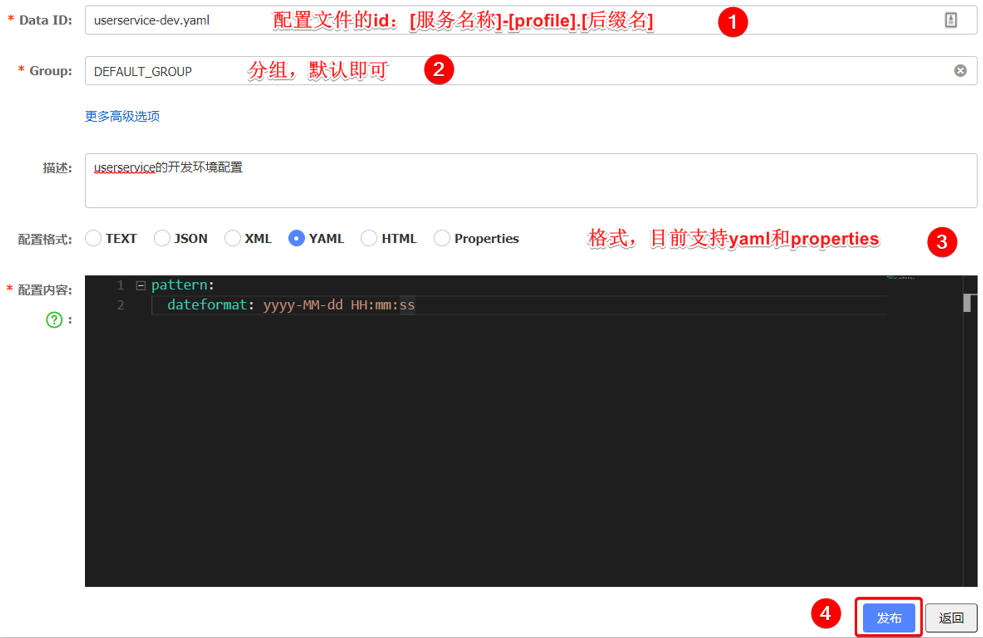 * Data ID: userservice-dev.yaml 配置文件的id：[服务名称]-[profile].[后缀名] 1
* Group: DEFAULT_GROUP 分组，默认即可 2
更多高级选项
描述: userservice的开发环境配置
配置格式: TEXT JSON XML YAML HTML Properties 格式，目前支持yaml和properties 3
* 配置内容: 1 pattern:
? : 2 dateformat: yyyy-MM-dd HH:mm:ss
4 发布 返回